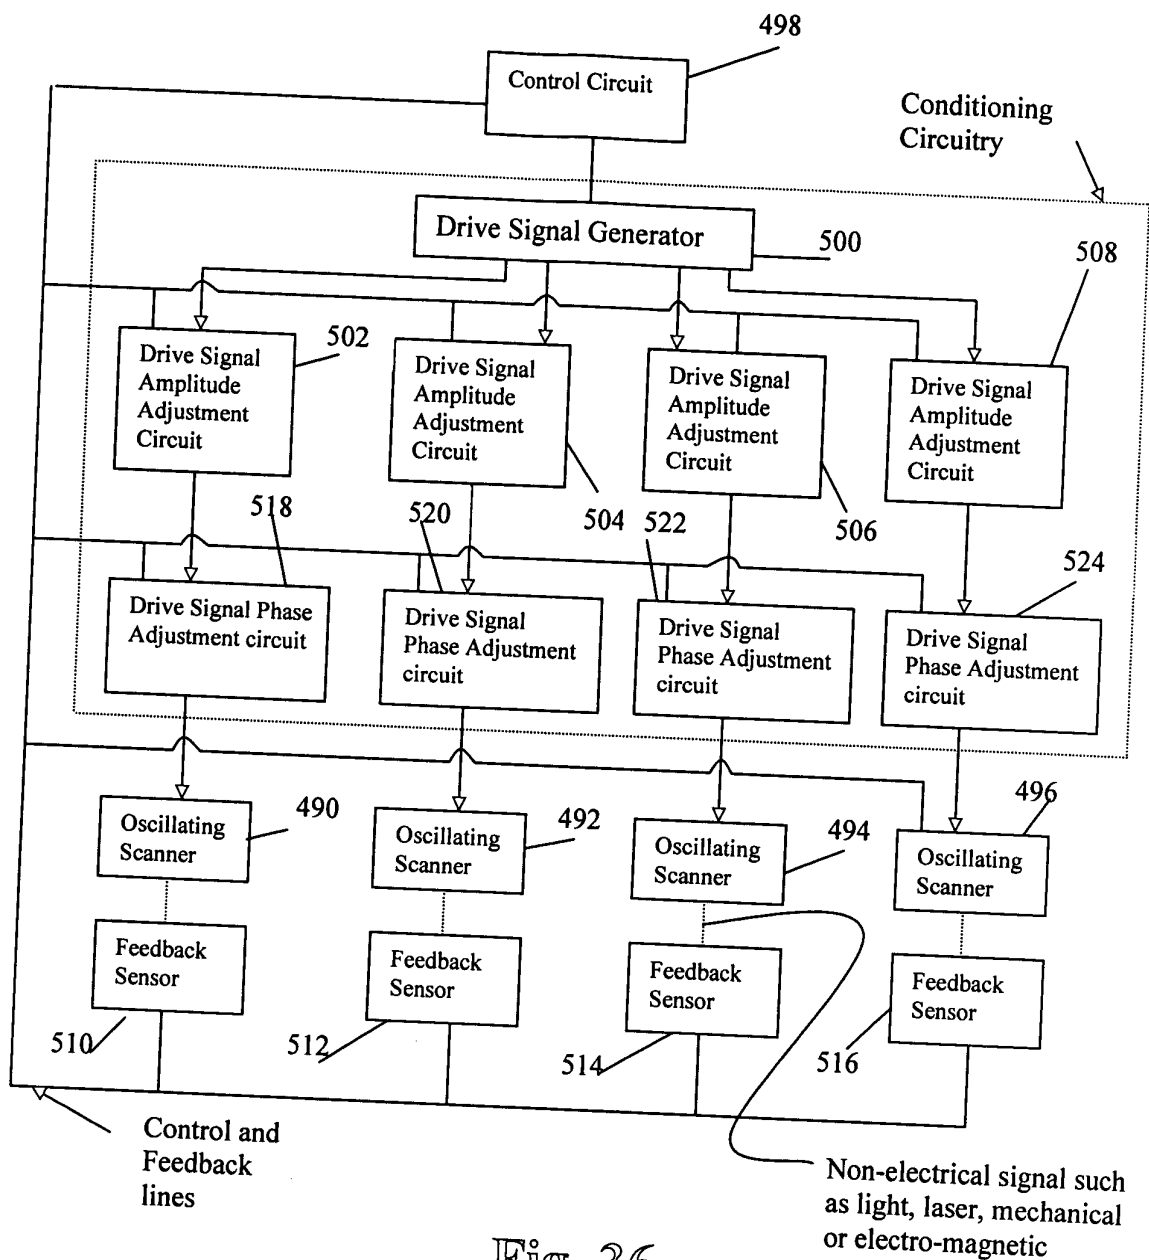 498
Control Circuit
Conditioning
Circuitry
Drive Signal Generator
500
508
502
Drive Signal
Amplitude
Adjustment
Circuit
Drive Signal
Amplitude
Adjustment
Circuit
Drive Signal
Amplitude
Adjustment
Circuit
Drive Signal
Amplitude
Adjustment
Circuit
518
520
504
522
506
524
Drive Signal Phase
Adjustment circuit
Drive Signal
Phase Adjustment
circuit
Drive Signal
Phase Adjustment
circuit
Drive Signal
Phase Adjustment
circuit
490
492
494
496
Oscillating
Scanner
Oscillating
Scanner
Oscillating
Scanner
Oscillating
Scanner
Feedback
Sensor
Feedback
Sensor
Feedback
Sensor
Feedback
Sensor
510
512
514
516
Control and
Feedback
lines
Non-electrical signal such
as light, laser, mechanical
or electro-magnetic
Fig. 26